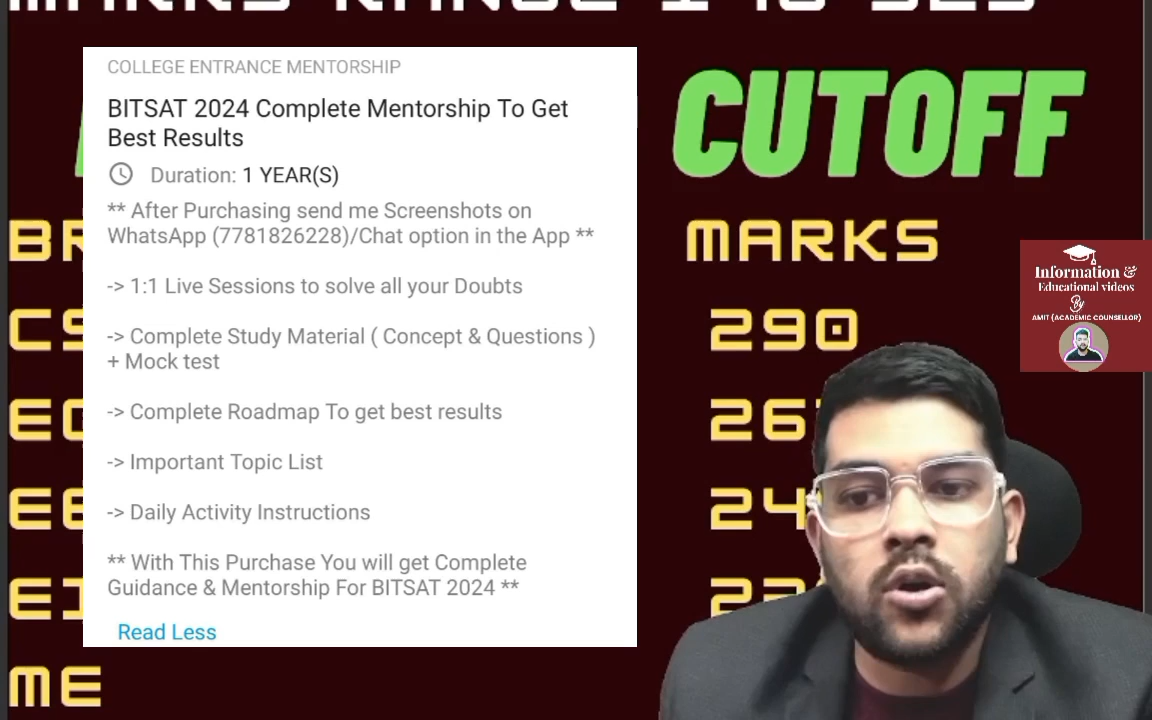 COLLEGE ENTRANCE MENTORSHIP
BITSAT 2024 Complete Mentorship To Get
Best Results
Duration: 1 YEAR(S)
** After Purchasing send me Screenshots on
WhatsApp (7781826228)/Chat option in the App **
-> 1:1 Live Sessions to solve all your Doubts
-> Complete Study Material ( Concept & Questions )
+ Mock test
-> Complete Roadmap To get best results
-> Important Topic List
-> Daily Activity Instructions
** With This Purchase You will get Complete
Guidance & Mentorship For BITSAT 2024 **
Read Less
CUTOFF
MARKS
290
ME
Information &
Educational videos
By
AMIT (ACADEMIC COUNSELLOR)